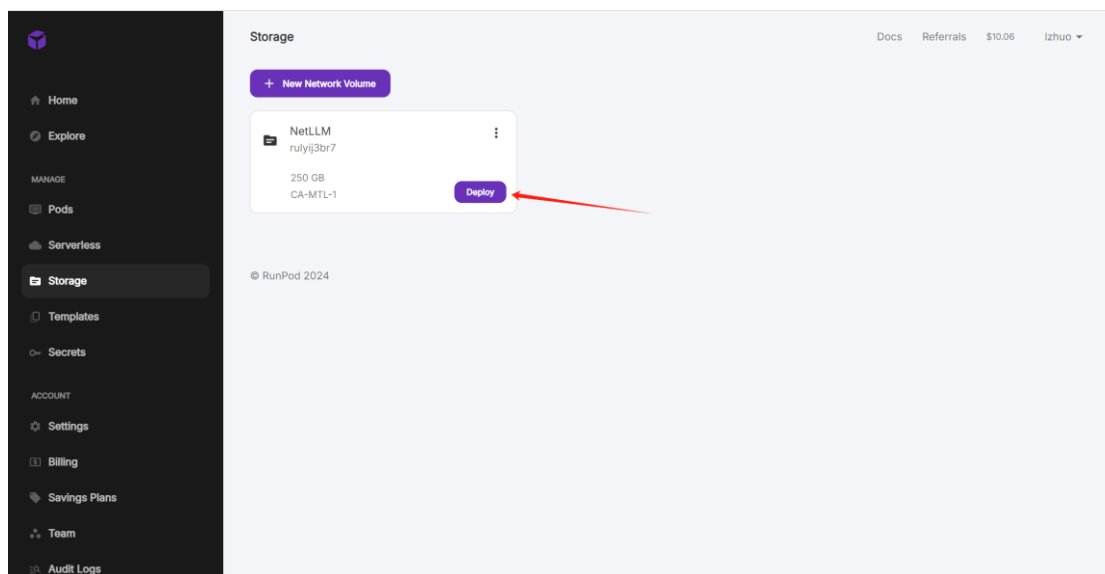 Storage
Docs Referrals $10.06 lzhuo
+ New Network Volume
Home
Explore
NetLLM
rulyij3br7
250 GB
CA-MTL-1
Deploy
MANAGE
Pods
Serverless
Storage
Templates
Secrets
© RunPod 2024
ACCOUNT
Settings
Billing
Savings Plans
Team
Audit Logs